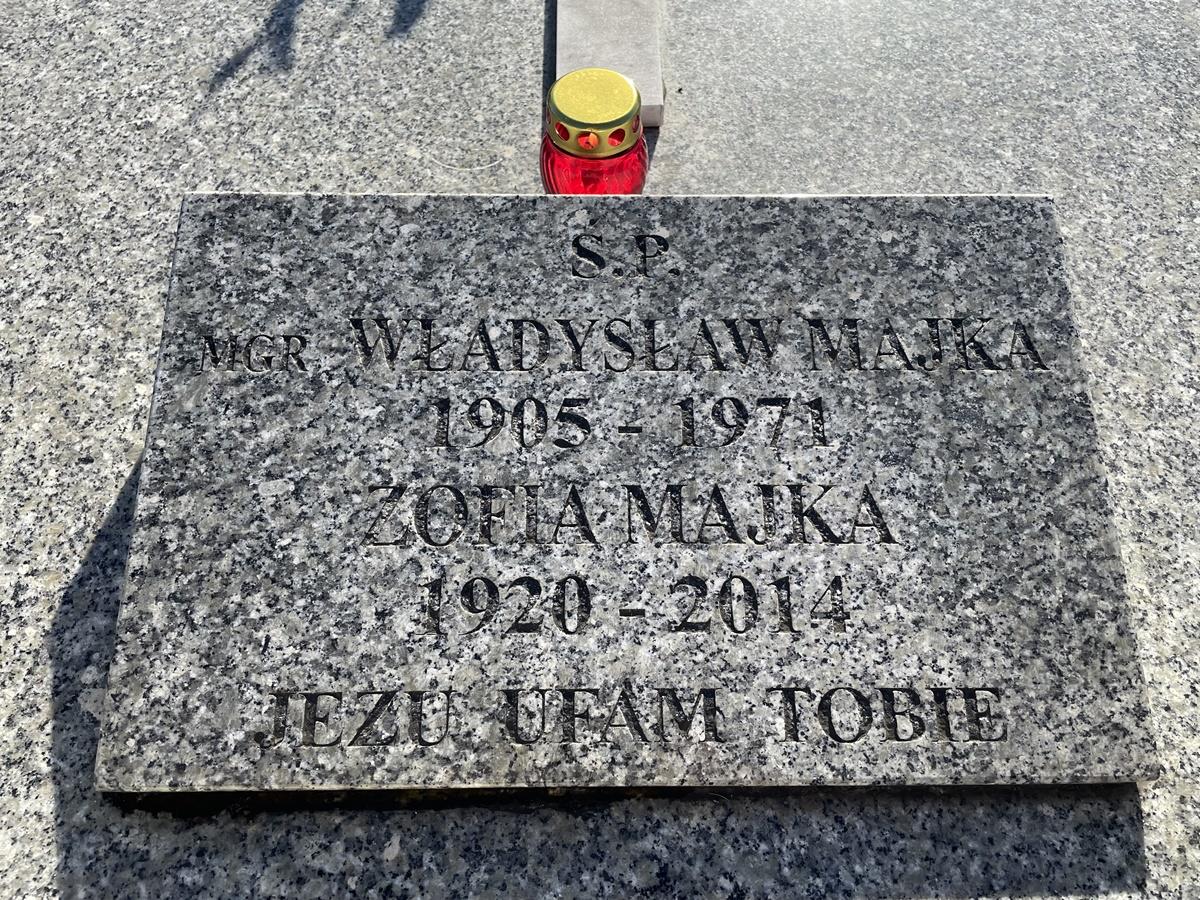 Ś.P.
MGR WŁADYSŁAW MAJKA
1905 - 1971
ZOFIA MAJKA
1920 - 2014
JEZU UFAM TOBIE